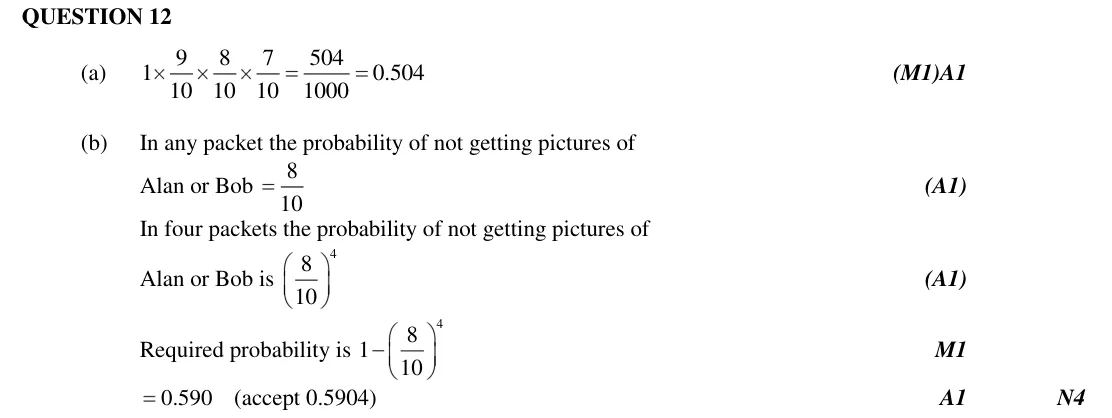 QUESTION 12
(a) 1×9/10×8/10×7/10=504/1000=0.504 (M1)A1
(b) In any packet the probability of not getting pictures of
Alan or Bob = 8/10 (A1)
In four packets the probability of not getting pictures of
Alan or Bob is (8/10)^4 (A1)
Required probability is 1−(8/10)^4 M1
= 0.590 (accept 0.5904) A1 N4